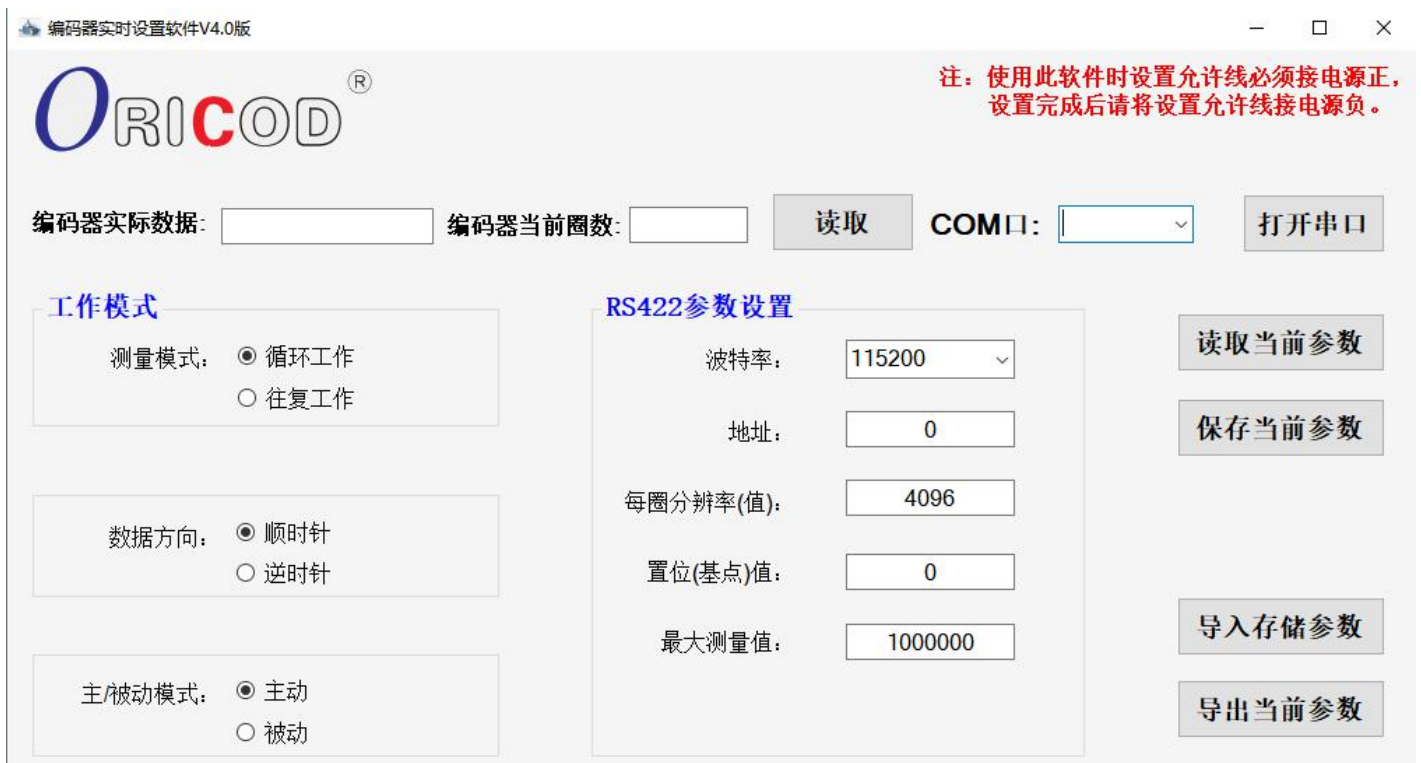 编码器实时设置软件V4.0版
ORICOD®
注：使用此软件时设置允许线必须接电源正，
设置完成后请将设置允许线接电源负。
编码器实际数据: 编码器当前圈数: 读取 COM口: 打开串口
工作模式
测量模式： 循环工作
往复工作
数据方向： 顺时针
逆时针
主/被动模式： 主动
被动
RS422参数设置
波特率： 115200
地址： 0
每圈分辨率(值)： 4096
置位(基点)值： 0
最大测量值： 1000000
读取当前参数
保存当前参数
导入存储参数
导出当前参数